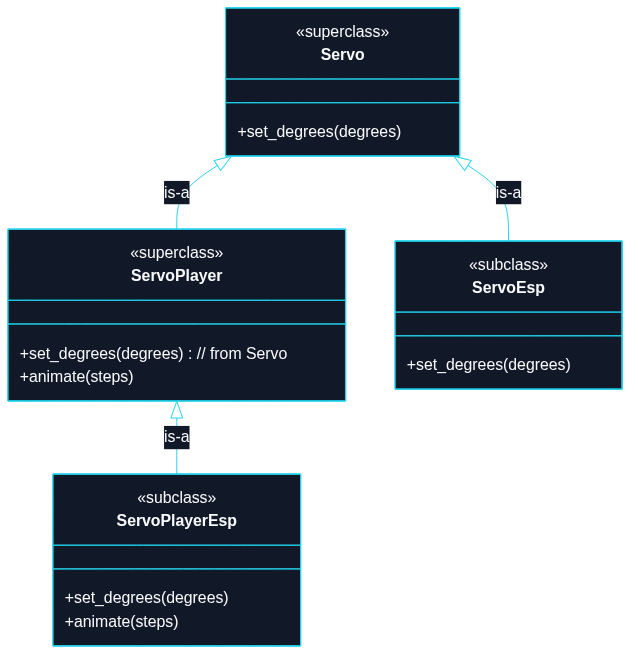 «superclass»
Servo
+set_degrees(degrees)
is-a
is-a
«superclass»
ServoPlayer
+set_degrees(degrees) : // from Servo
+animate(steps)
«subclass»
ServoEsp
+set_degrees(degrees)
is-a
«subclass»
ServoPlayerEsp
+set_degrees(degrees)
+animate(steps)